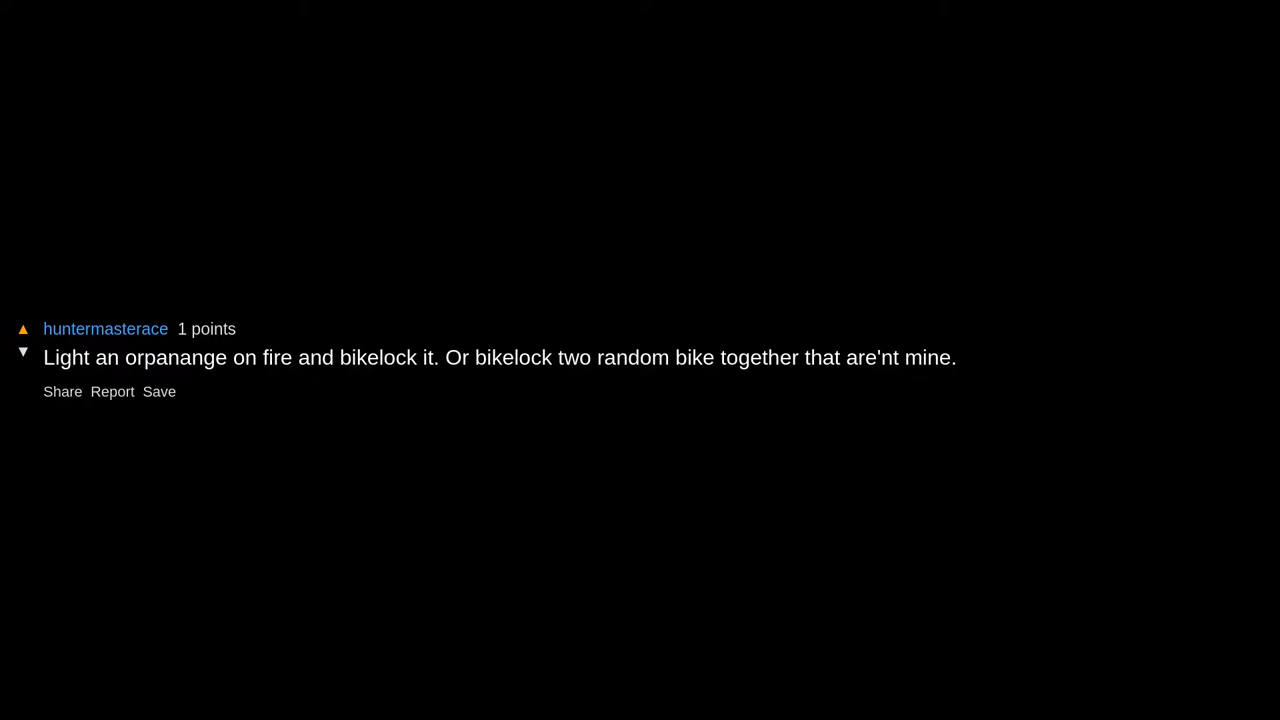 ▲ huntermasterace 1 points
▼ Light an orpanange on fire and bikelock it. Or bikelock two random bike together that are'nt mine.
Share Report Save